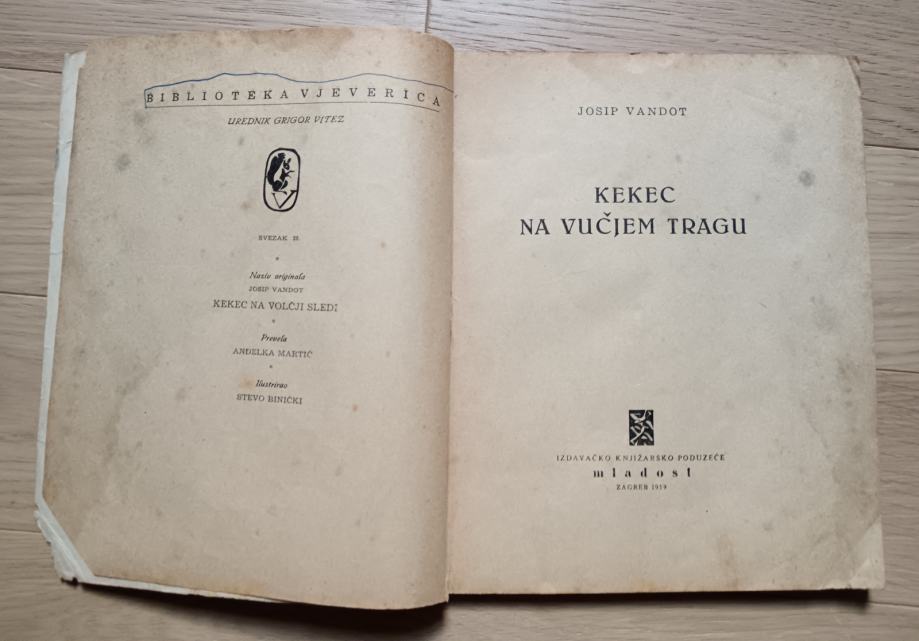 BIBLIOTEKA VJEVERICA
UREDNIK GRIGOR VITEZ
SVEZAK
*
Naziv originala
JOSIP VANDOT
KEKEC NA VOLČJI SLEDI
*
Prevela
ANĐELKA MARTIĆ
*
Ilustrirao
STEVO BINIČKI
JOSIP VANDOT
KEKEC
NA VUČJEM TRAGU
IZDAVAČKO KNJIŽARSKO PODUZEĆE
mladost
ZAGREB 1959